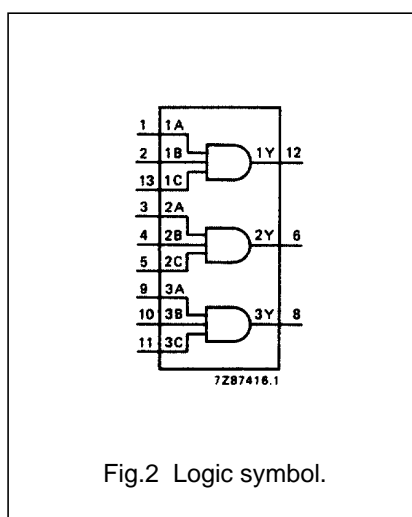 1 1A
2 1B 1Y 12
13 1C
3 2A
4 2B 2Y 6
5 2C
9 3A
10 3B 3Y 8
11 3C
7Z87416.1
Fig.2 Logic symbol.